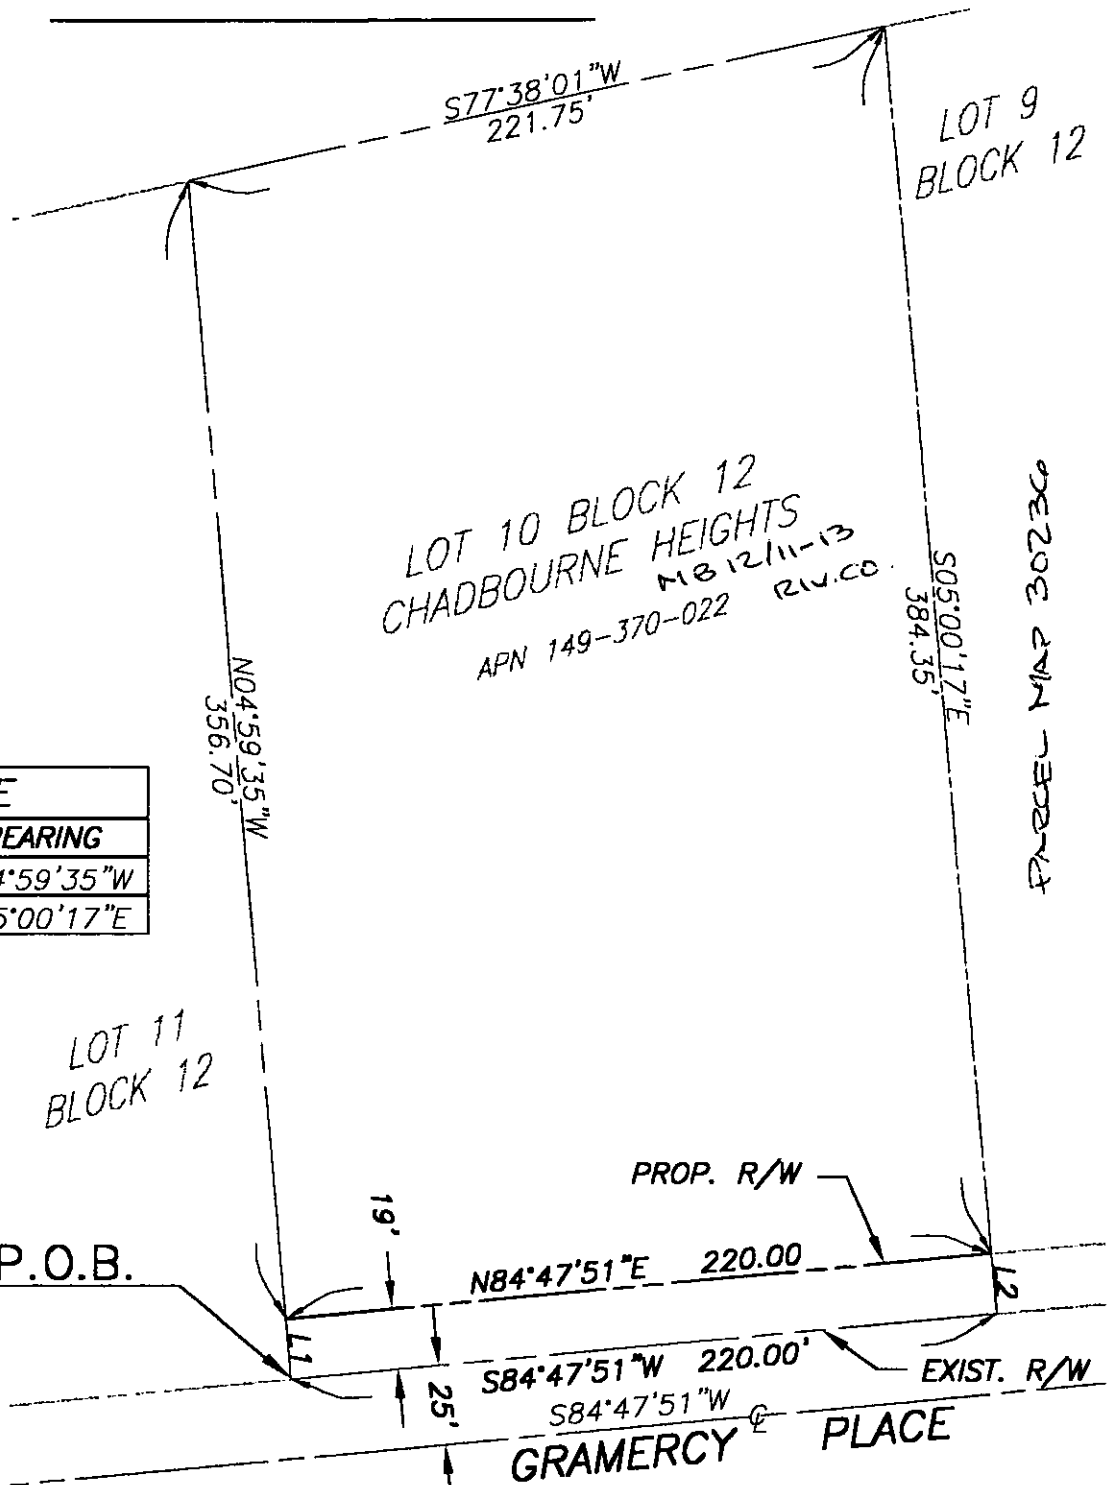 S77°38'01"W
221.75'
LOT 9
BLOCK 12
LOT 10 BLOCK 12
CHADBOURNE HEIGHTS
MB 12/11-13
RIV.CO.
APN 149-370-022
S05°00'17"E
384.35'
PARCEL MAP 30236
N04°59'35"W
356.70'
E
BEARING
4°59'35"W
5°00'17"E
LOT 11
BLOCK 12
PROP. R/W
19'
P.O.B.
N84°47'51"E 220.00
L2
L1
S84°47'51"W 220.00'
EXIST. R/W
25'
S84°47'51"W
℄
GRAMERCY PLACE